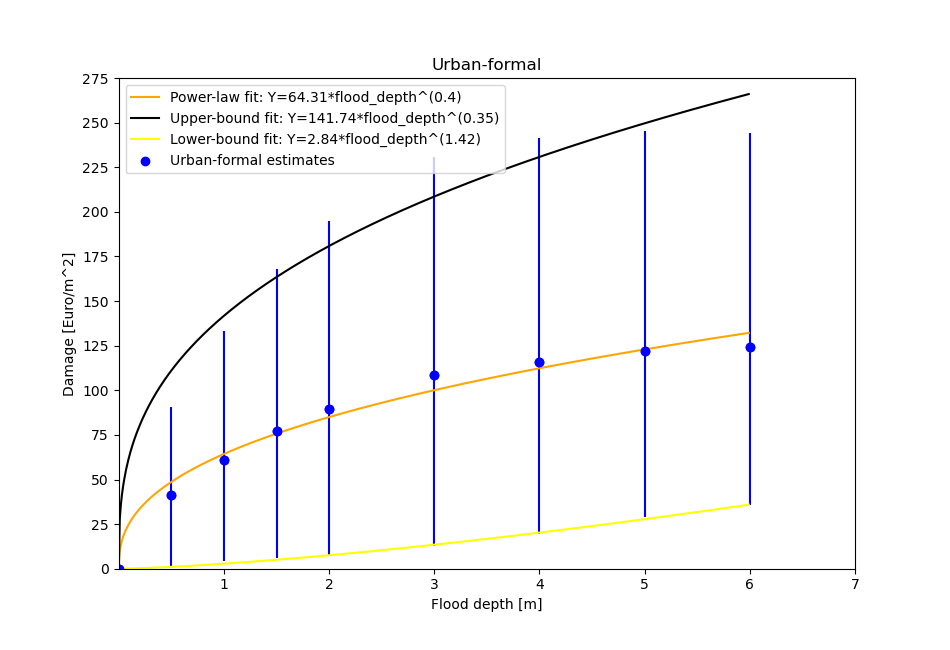 Urban-formal
275
250
225
200
175
150
125
100
75
50
25
0
Damage [Euro/m^2]
Power-law fit: Y=64.31*flood_depth^(0.4)
Upper-bound fit: Y=141.74*flood_depth^(0.35)
Lower-bound fit: Y=2.84*flood_depth^(1.42)
Urban-formal estimates
1 2 3 4 5 6 7
Flood depth [m]